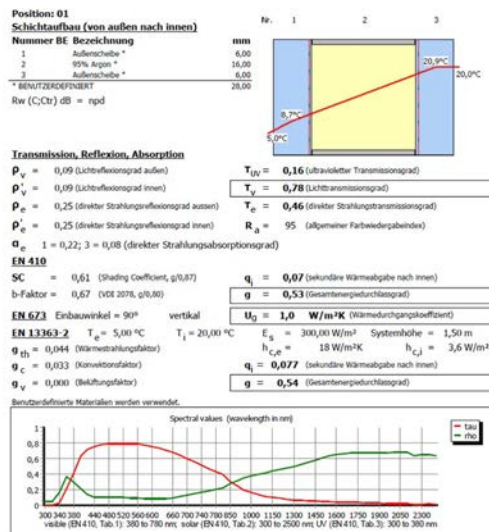 Position: 01
Schichtaufbau (von außen nach innen)
Nummer BE Bezeichnung mm
1 Außenscheibe * 6,00
2 95% Argon * 16,00
3 Außenscheibe * 6,00
* BENUTZERDEFINIERT 28,00
Rw (C;Ctr) dB = npd
Nr. 1 2 3
20,9°C
20,0°C
8,7°C
5,0°C
Transmission, Reflexion, Absorption
ρv = 0,09 (Lichtreflexionsgrad außen) TUV = 0,16 (ultravioletter Transmissionsgrad)
ρ'v = 0,09 (Lichtreflexionsgrad innen) Tv = 0,78 (Lichttransmissionsgrad)
ρe = 0,25 (direkter Strahlungsreflexionsgrad aussen) Te = 0,46 (direkter Strahlungstransmissionsgrad)
ρ'e = 0,25 (direkter Strahlungsreflexionsgrad innen) Ra = 95 (allgemeiner Farbwiedergabeindex)
αe 1 = 0,22; 3 = 0,08 (direkter Strahlungsabsorptionsgrad)
EN 410
SC = 0,61 (Shading Coefficient, g/0,87) qi = 0,07 (sekundäre Wärmeabgabe nach innen)
b-Faktor = 0,67 (VDI 2078, g/0,80) g = 0,53 (Gesamtenergiedurchlassgrad)
EN 673 Einbauwinkel = 90° vertikal Ug = 1,0 W/m²K (Wärmedurchgangskoeffizient)
EN 13363-2 Te = 5,00 °C Ti = 20,00 °C Es = 300,00 W/m² Systemhöhe = 1,50 m
gth = 0,044 (Wärmestrahlungsfaktor) hc,e = 18 W/m²K hc,i = 3,6 W/m²K
gc = 0,033 (Konvektionsfaktor) qi = 0,077 (sekundäre Wärmeabgabe nach innen)
gv = 0,000 (Belüftungsfaktor) g = 0,54 (Gesamtenergiedurchlassgrad)
Benutzerdefinierte Materialien werden verwendet.
Spectral values (wavelength in nm)
tau
rho
1
0,8
0,6
0,4
0,2
0
300 340 380 440 480 520 560 600 660 700 740 780 850 1000 1150 1300 1450 1600 1750 1900 2050 2300
visible (EN 410, Tab.1): 380 to 780 nm; solar (EN 410, Tab.2): 300 to 2500 nm; UV (EN 410, Tab.3): 300 to 380 nm